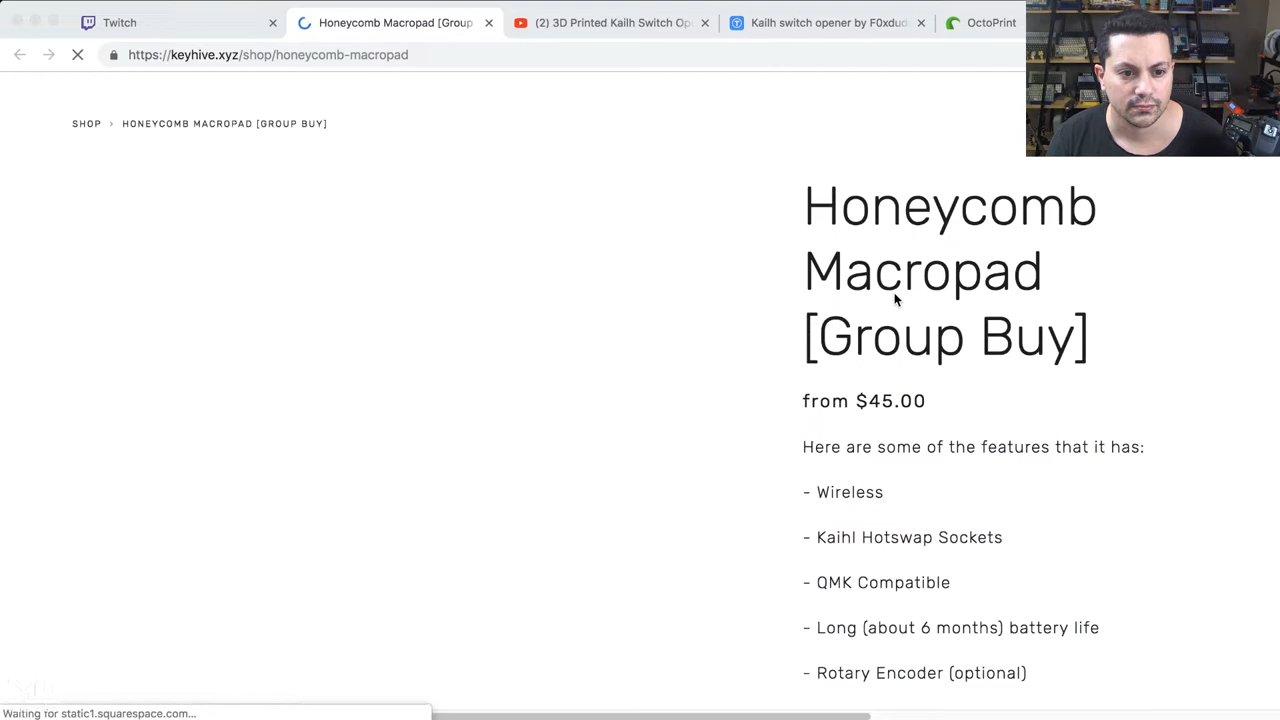 Twitch
Honeycomb Macropad [Group
(2) 3D Printed Kailh Switch Op
Kailh switch opener by F0xdud
OctoPrint
https://keyhive.xyz/shop/honeycomb-macropad
SHOP > HONEYCOMB MACROPAD [GROUP BUY]
Honeycomb
Macropad
[Group Buy]
from $45.00
Here are some of the features that it has:
- Wireless
- Kaihl Hotswap Sockets
- QMK Compatible
- Long (about 6 months) battery life
- Rotary Encoder (optional)
Waiting for static1.squarespace.com...